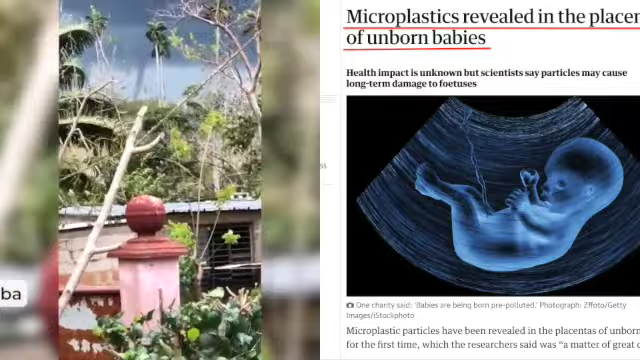 Microplastics revealed in the
of unborn babies
Health impact is unknown but scientists say particles may cause
long-term damage to foetuses
ba
One charity said: ‘Babies are being born pre-polluted.’ Photograph: Zffoto/Getty
Images/iStockphoto
Microplastic particles have been revealed in the placentas of
for the first time, which the researchers said was “a matter of great